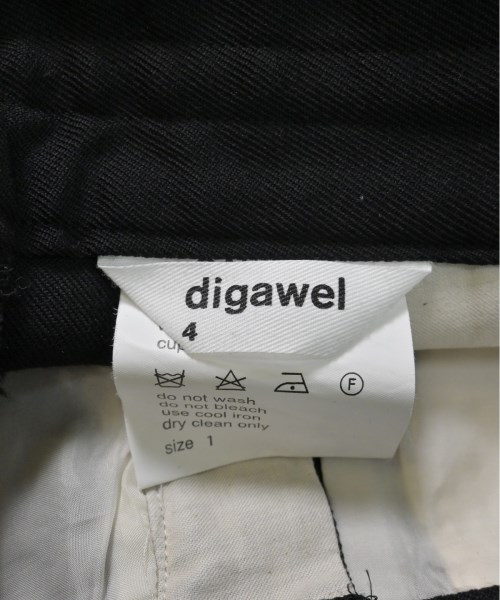 digawel
4
cup
do not wash
do not bleach
use cool iron
dry clean only
size 1
F